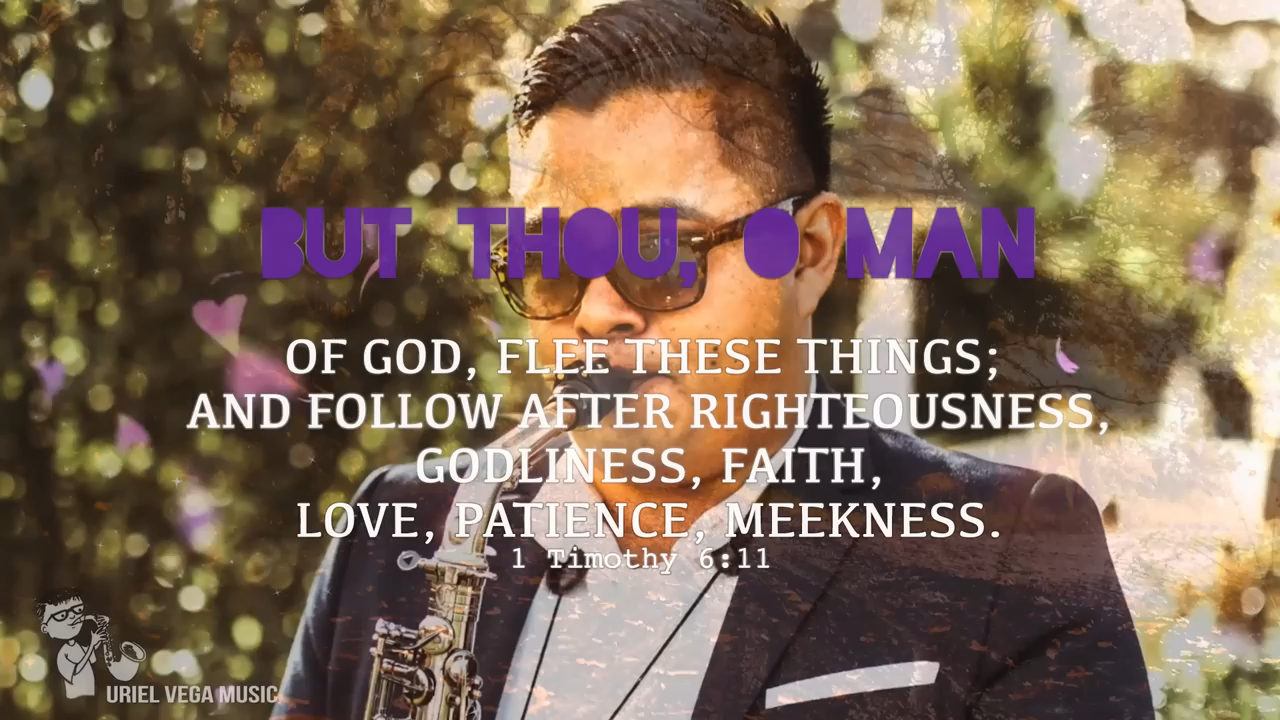 BUT THOU, O MAN
OF GOD, FLEE THESE THINGS;
AND FOLLOW AFTER RIGHTEOUSNESS,
GODLINESS, FAITH,
LOVE, PATIENCE, MEEKNESS.
1 Timothy 6:11
URIEL VEGA MUSIC